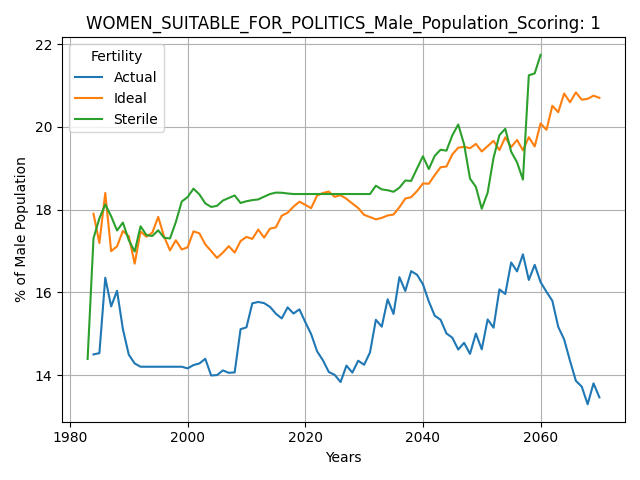 WOMEN_SUITABLE_FOR_POLITICS_Male_Population_Scoring: 1
Fertility
Actual
Ideal
Sterile
% of Male Population
22
20
18
16
14
1980
2000
2020
2040
2060
Years